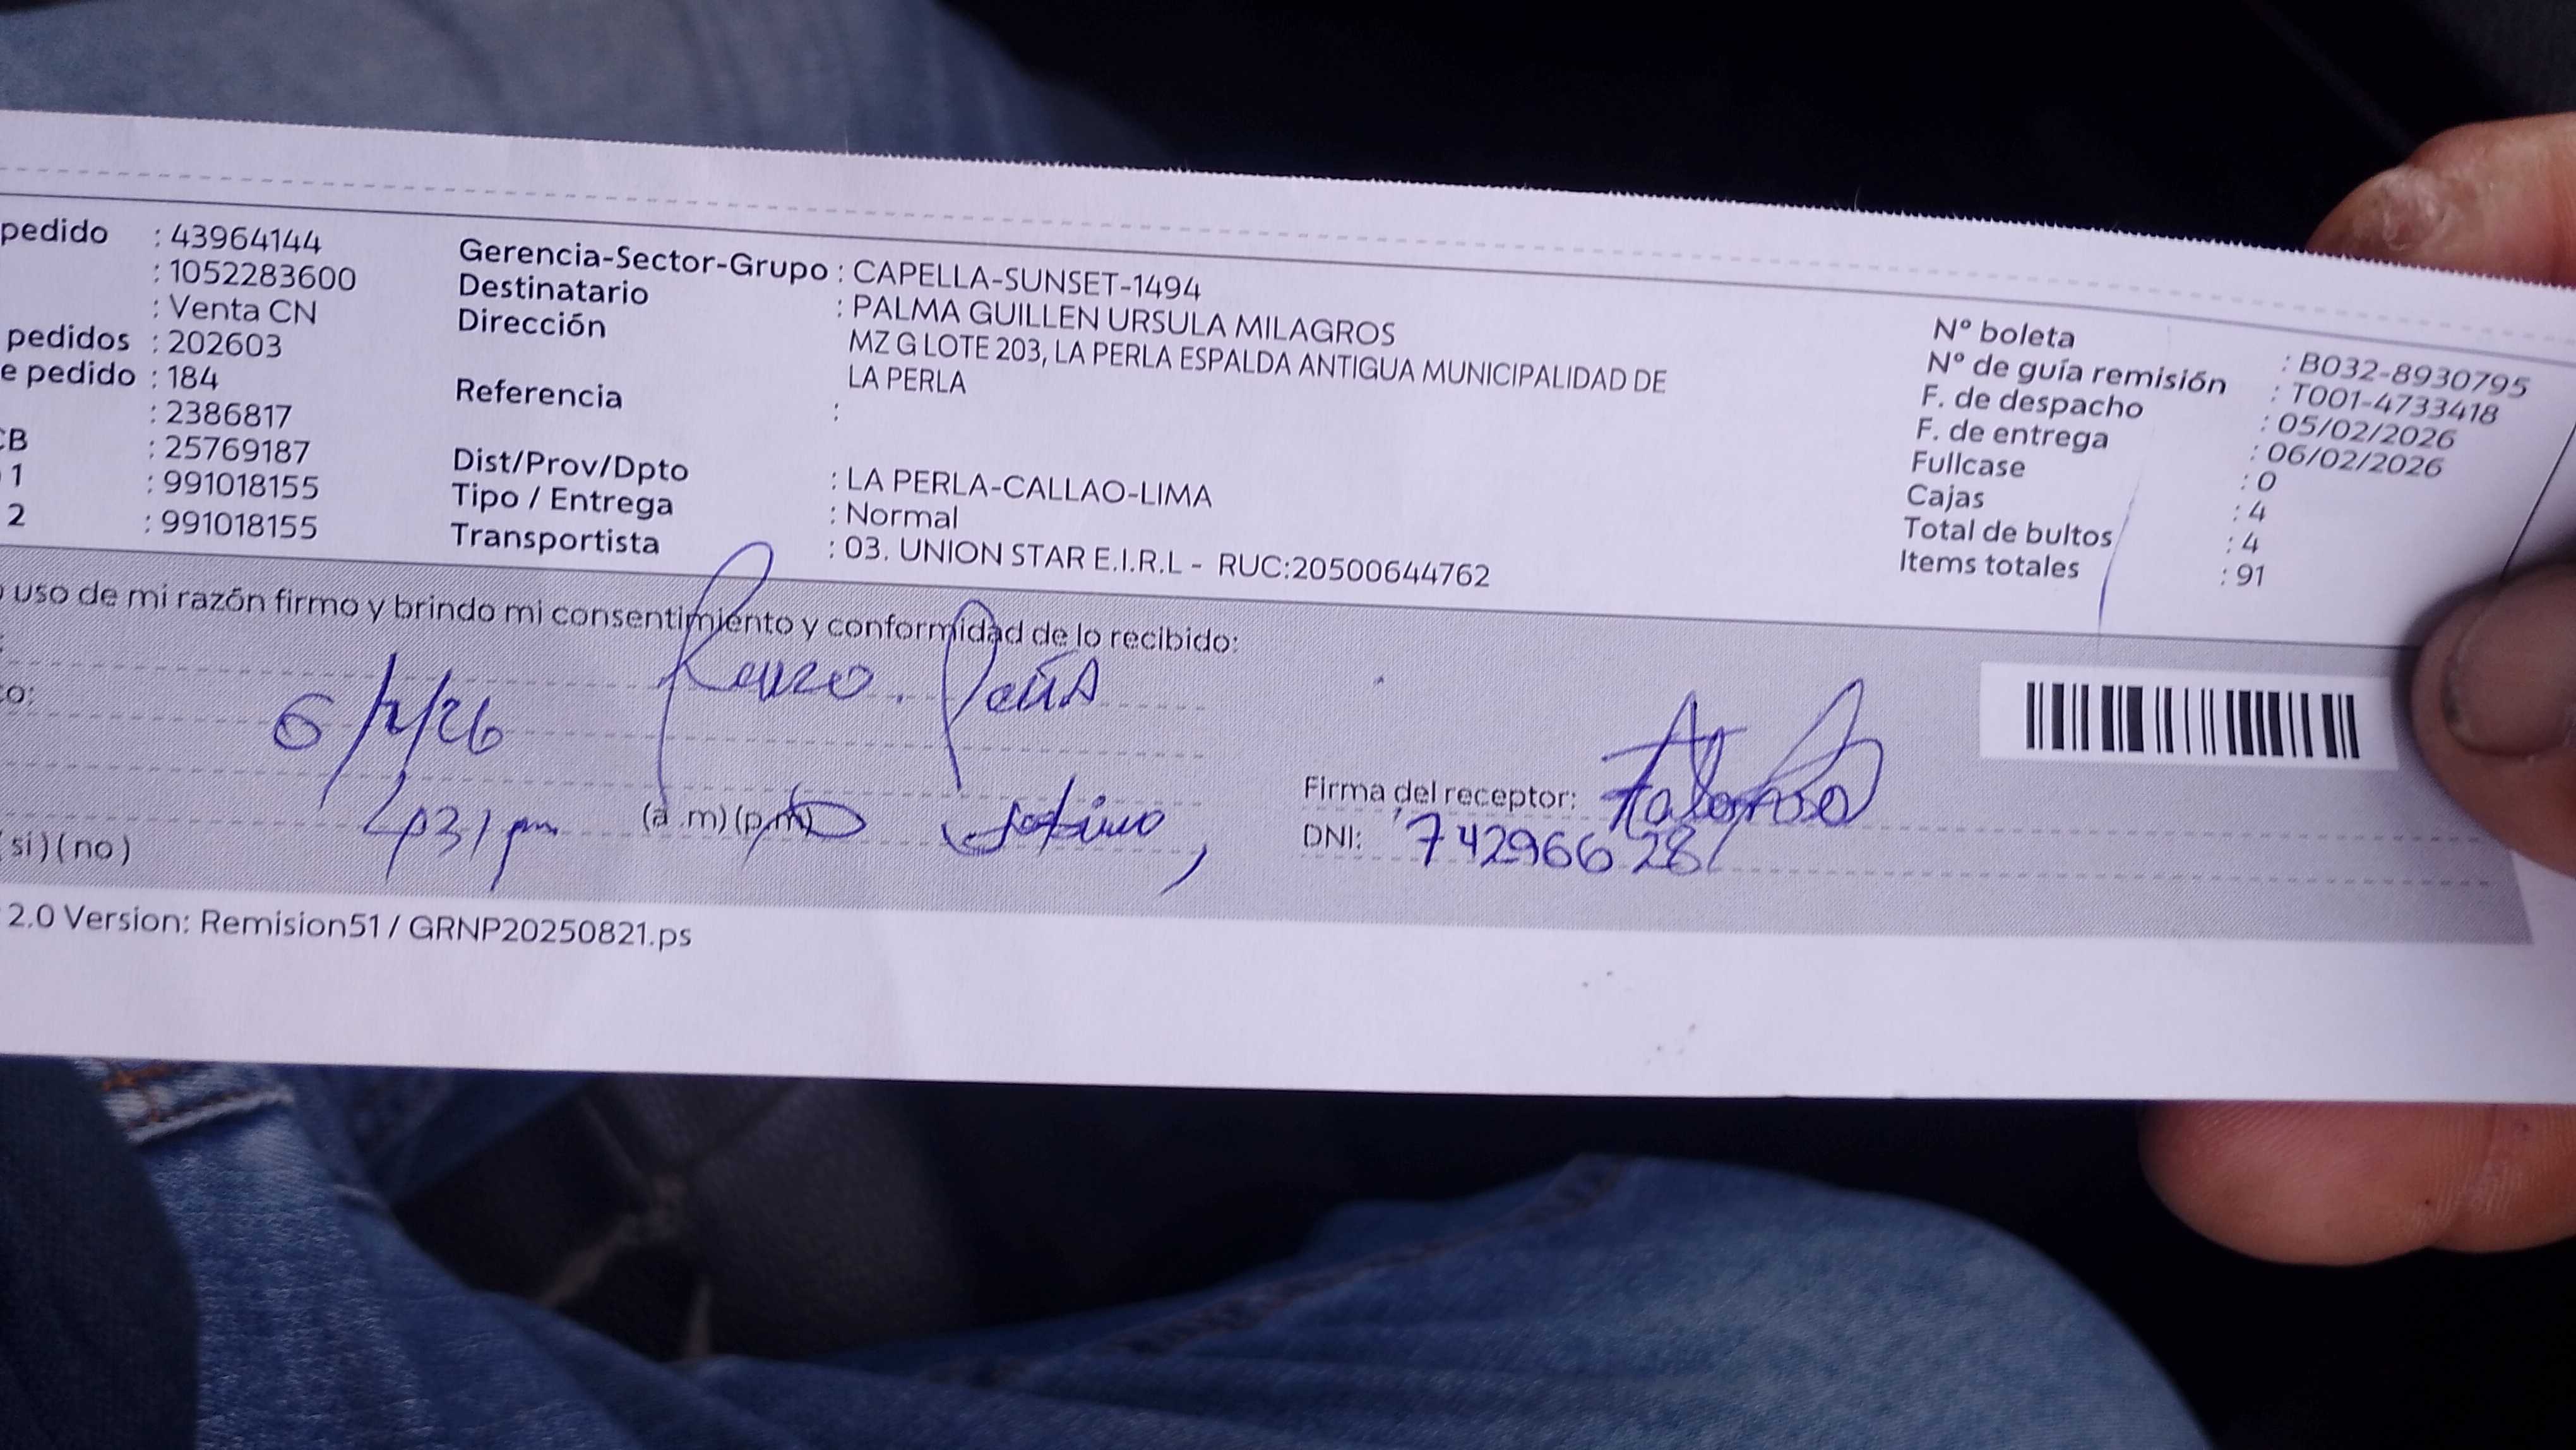 pedido : 43964144
: 1052283600
: Venta CN
pedidos : 202603
e pedido : 184
: 2386817
CB : 25769187
1 : 991018155
2 : 991018155
Gerencia-Sector-Grupo : CAPELLA-SUNSET-1494
Destinatario : PALMA GUILLEN URSULA MILAGROS
Dirección MZ G LOTE 203, LA PERLA ESPALDA ANTIGUA MUNICIPALIDAD DE
LA PERLA
Referencia :
Dist/Prov/Dpto : LA PERLA-CALLAO-LIMA
Tipo / Entrega : Normal
Transportista : 03. UNION STAR E.I.R.L - RUC:20500644762
N° boleta : B032-8930795
N° de guía remisión : T001-4733418
F. de despacho : 05/02/2026
F. de entrega : 06/02/2026
Fullcase : 0
Cajas : 4
Total de bultos : 4
Items totales : 91
uso de mi razón firmo y brindo mi consentimiento y conformidad de lo recibido:
o: 6/2/26 Renzo. Peña
431 pm (a.m)(p.m) sobrino
Firma del receptor:
DNI: 74296628
si)(no)
2.0 Version: Remision51 / GRNP20250821.ps